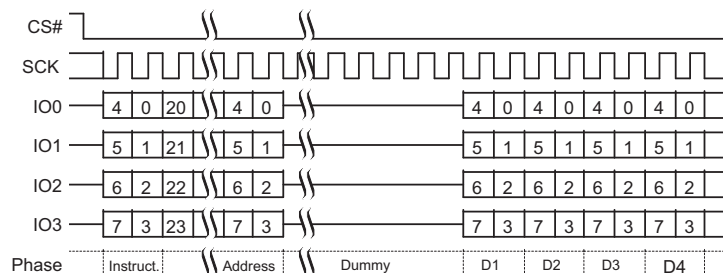 CS#
SCK
IO0 4 0 20 4 0 4 0 4 0 4 0 4 0
IO1 5 1 21 5 1 5 1 5 1 5 1 5 1
IO2 6 2 22 6 2 6 2 6 2 6 2 6 2
IO3 7 3 23 7 3 7 3 7 3 7 3 7 3
Phase Instruct. Address Dummy D1 D2 D3 D4